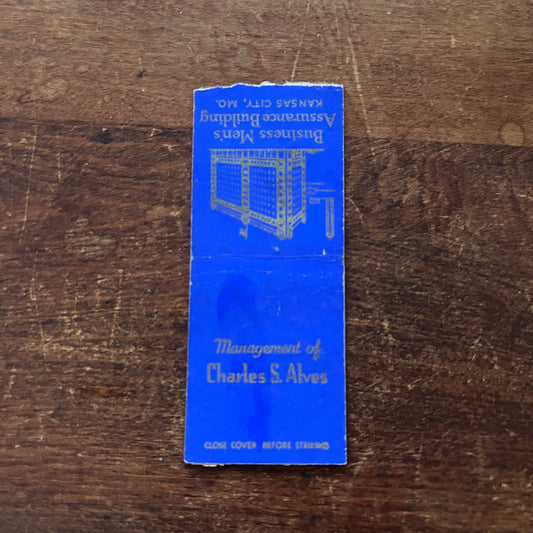 Business Men's
Assurance Building
KANSAS CITY, MO.
Management of
Charles S. Alves
CLOSE COVER BEFORE STRIKING